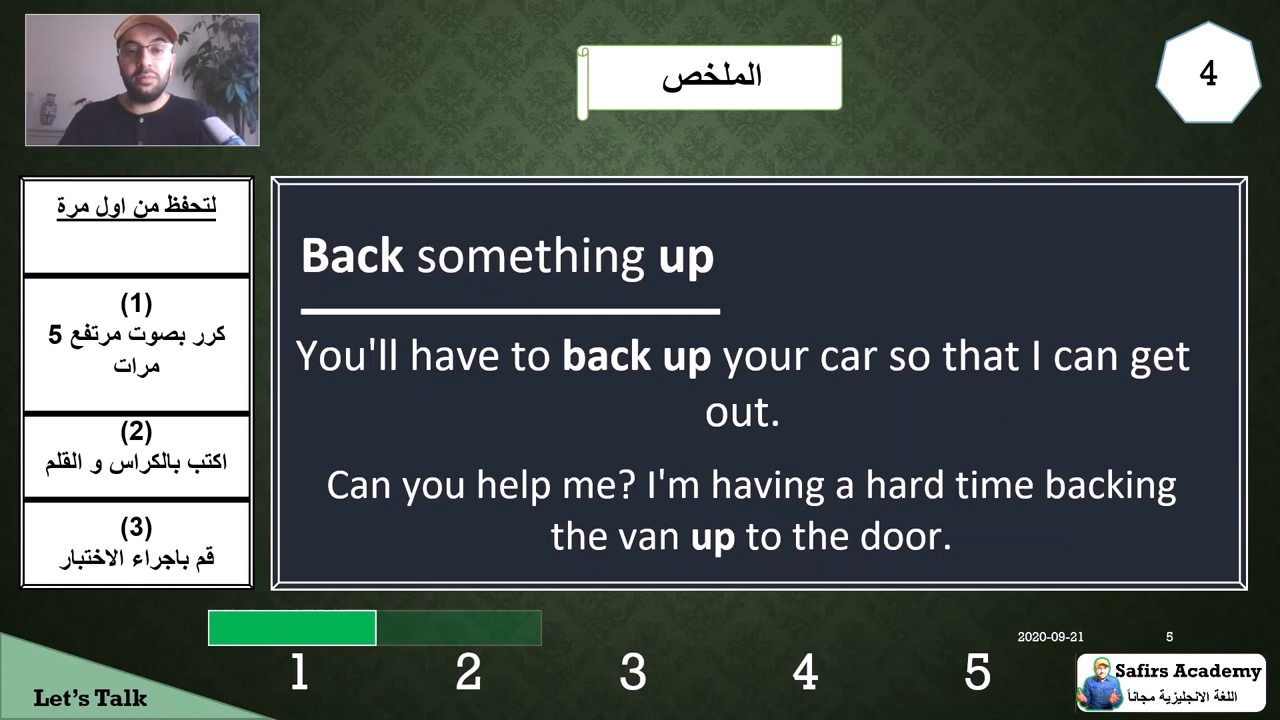 الملخص
4
لتحفظ من اول مرة
(1)
كرر بصوت مرتفع 5
مرات
(2)
اكتب بالكراس و القلم
(3)
قم باجراء الاختبار
Back something up
You'll have to back up your car so that I can get
out.
Can you help me? I'm having a hard time backing
the van up to the door.
2020-09-21
5
1 2 3 4 5
Let's Talk
Safirs Academy
اللغة الانجليزية مجاناً